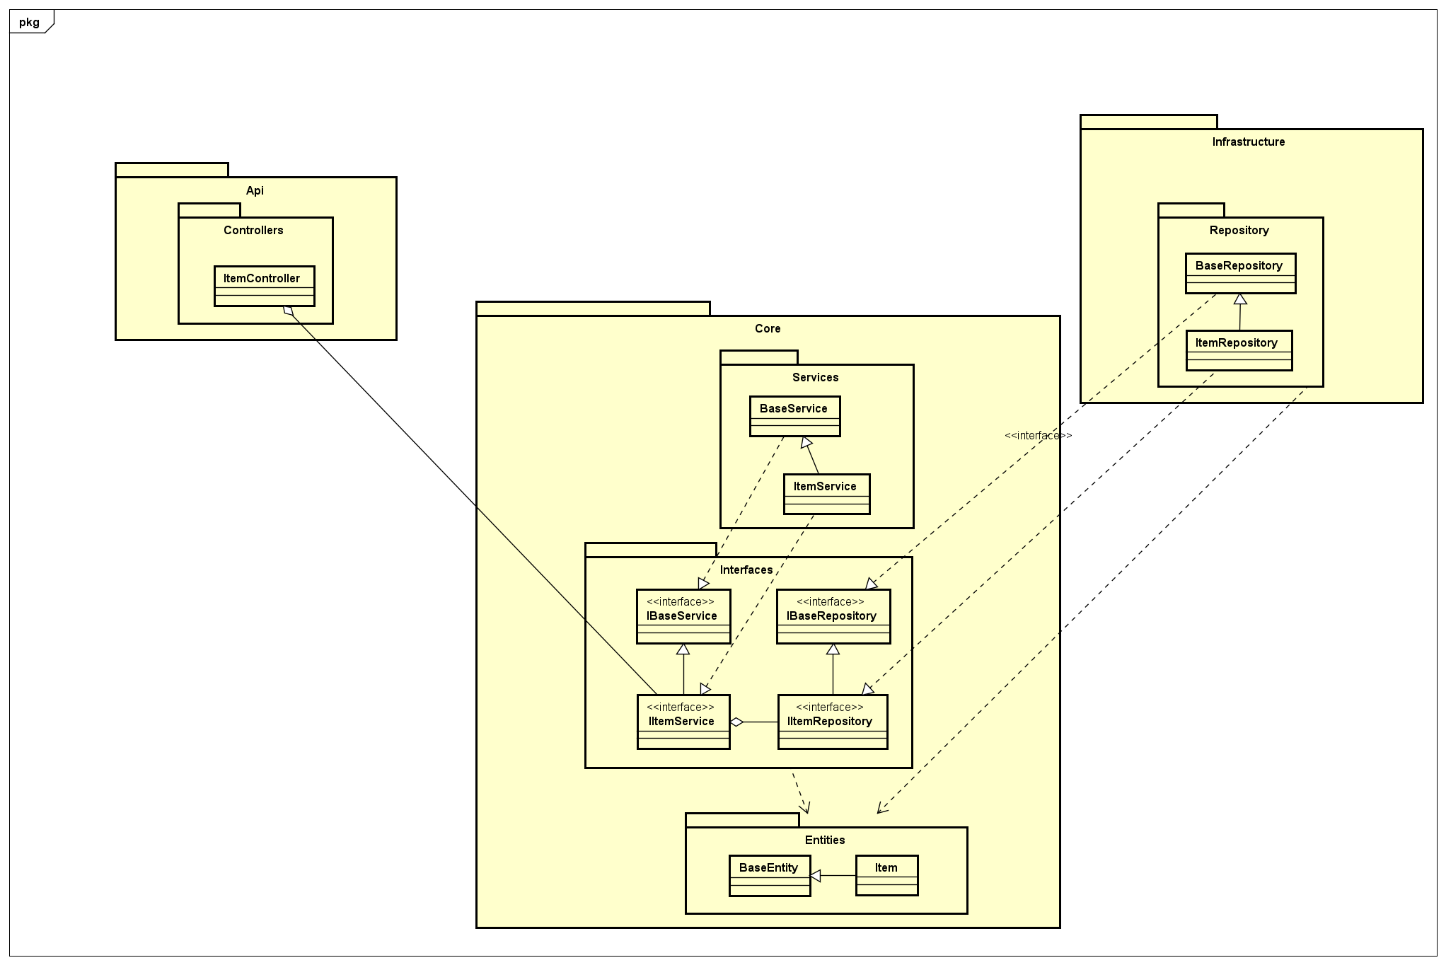 pkg
Infrastructure
Api
Controllers
Repository
BaseRepository
ItemController
Core
ItemRepository
Services
BaseService
<<interface>>
ItemService
Interfaces
<<interface>>
IBaseService
<<interface>>
IBaseRepository
<<interface>>
IItemService
<<interface>>
IItemRepository
Entities
BaseEntity
Item